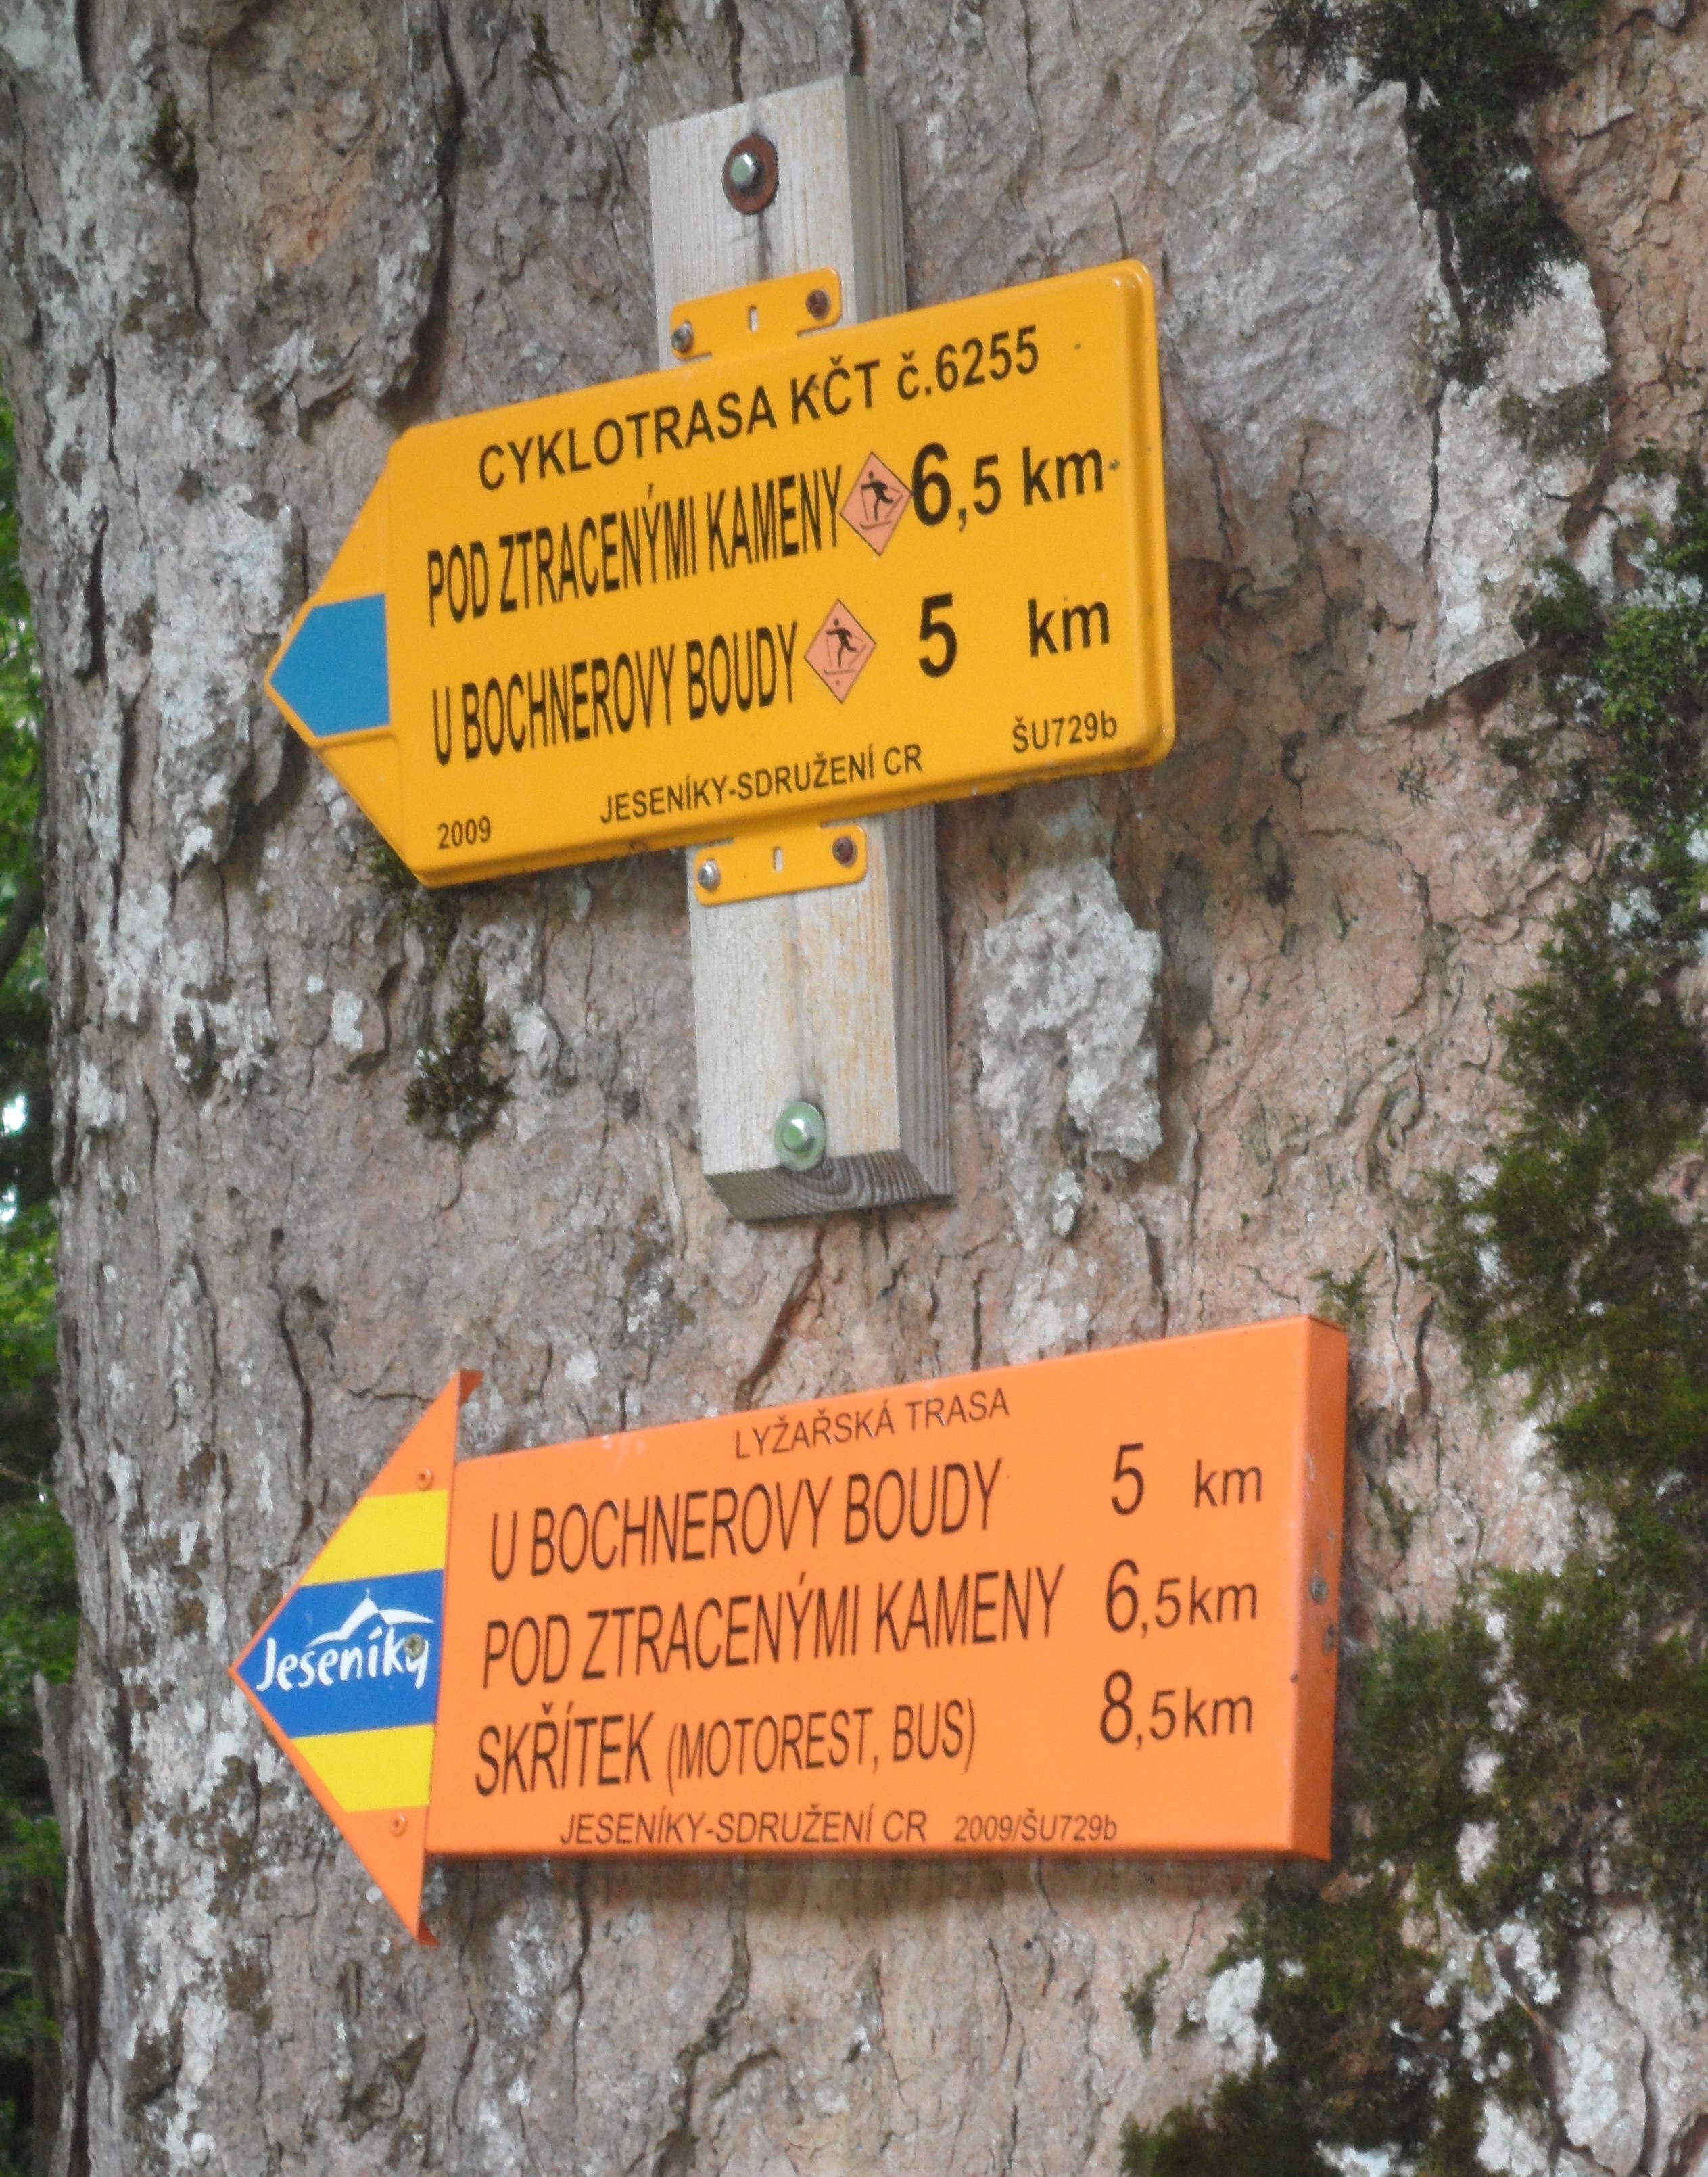 CYKLOTRASA KČT č.6255
POD ZTRACENÝMI KAMENY 6,5 km
U BOCHNEROVY BOUDY 5 km
2009 JESENÍKY-SDRUŽENÍ CR ŠU729b
LYŽAŘSKÁ TRASA
U BOCHNEROVY BOUDY 5 km
POD ZTRACENÝMI KAMENY 6,5km
Jeseníky
SKŘÍTEK (MOTOREST, BUS) 8,5km
JESENÍKY-SDRUŽENÍ CR 2009/ŠU729b